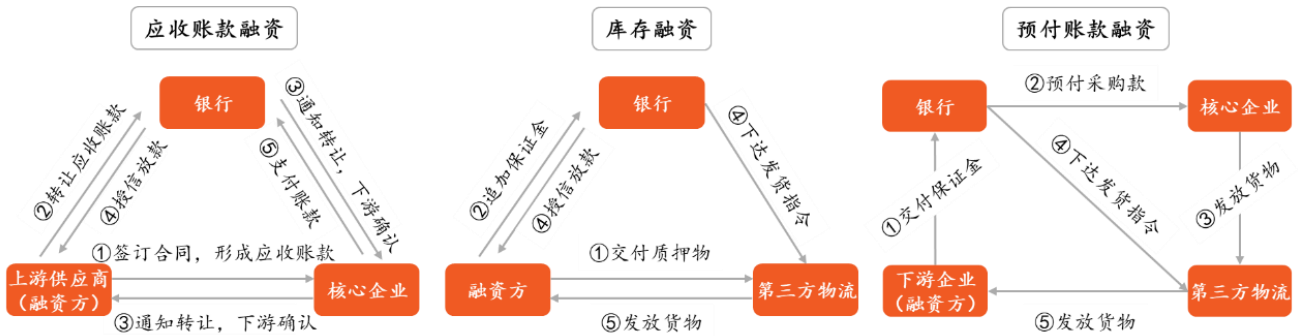 应收账款融资
银行
②转让应收账款
④授信放款
③通知转让，下游确认
⑤支付账款
①签订合同，形成应收账款
上游供应商
（融资方）
核心企业
③通知转让，下游确认
库存融资
银行
②追加保证金
④授信放款
④下达发货指令
①交付质押物
融资方
第三方物流
⑤发放货物
预付账款融资
银行
②预付采购款
核心企业
①交付保证金
④下达发货指令
③发放货物
下游企业
（融资方）
第三方物流
⑤发放货物